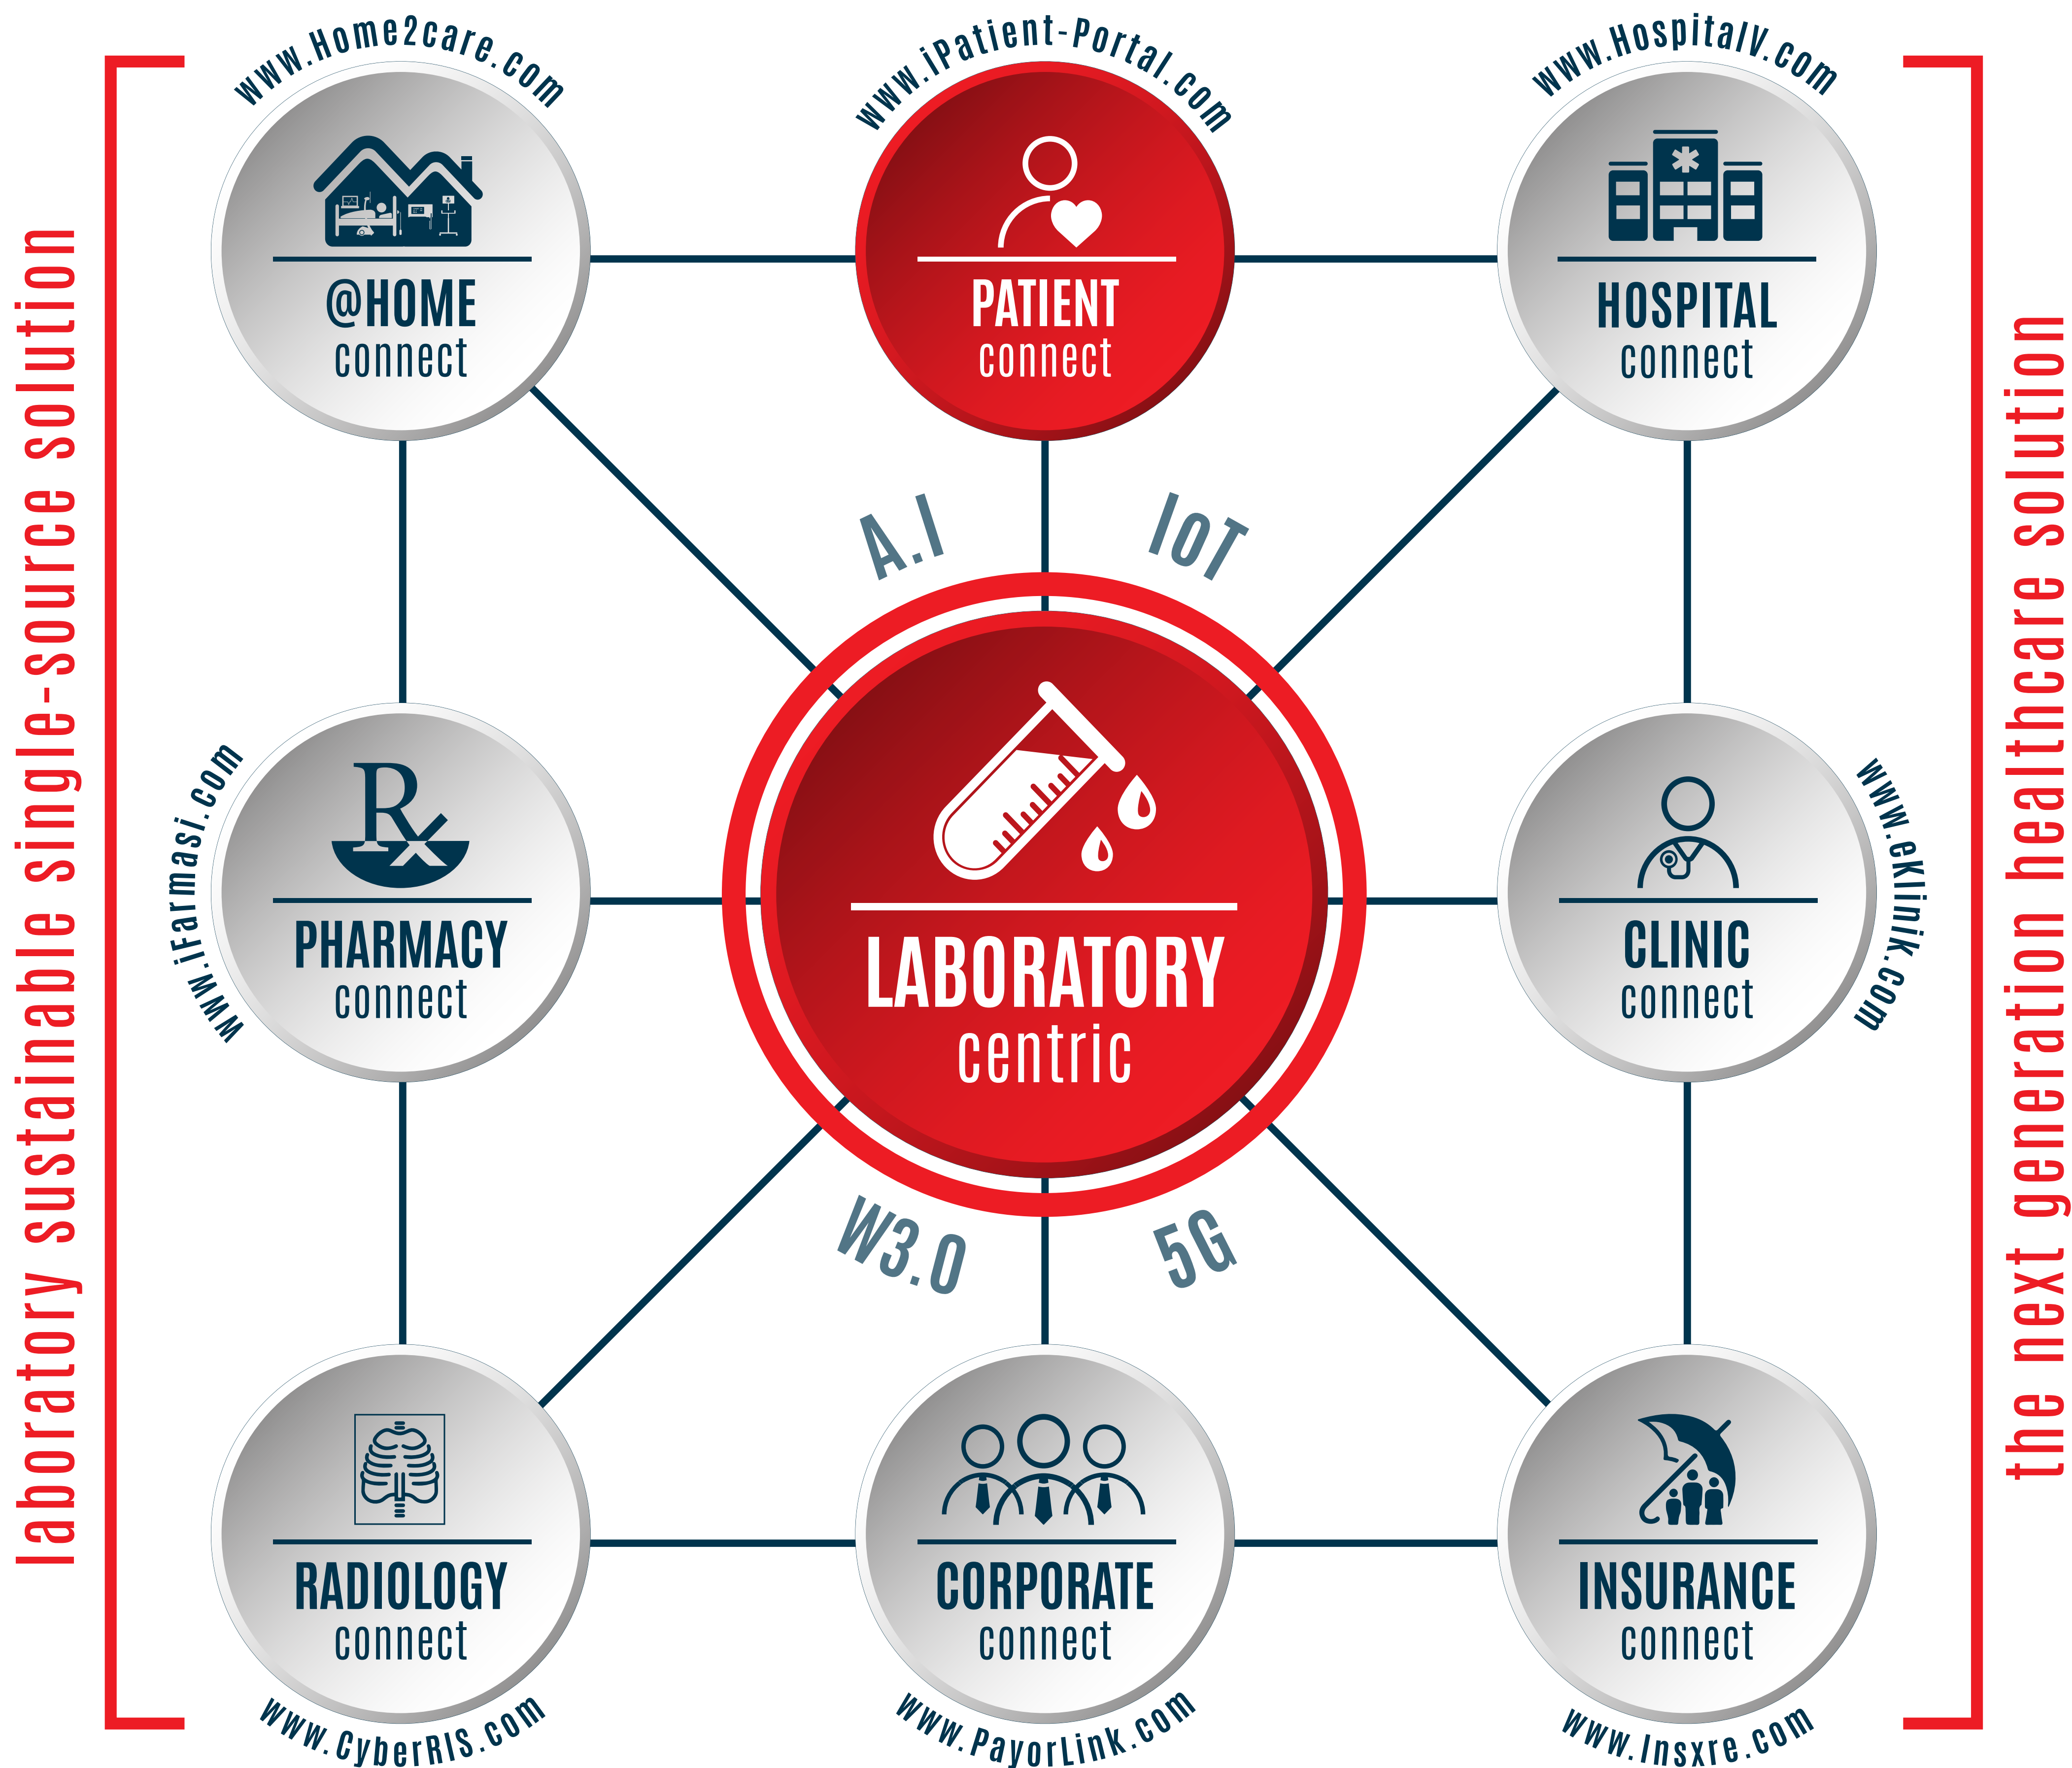 www.Home2care.com
@HOME
connect
www.iPatient-Portal.com
PATIENT
connect
www.HospitalV.com
HOSPITAL
connect
laboratory sustainable single-source solution
the next generation healthcare solution
A.I
IoT
www.iFarmasi.com
Rx
PHARMACY
connect
LABORATORY
centric
www.eKlinik.com
CLINIC
connect
W3.0
5G
RADIOLOGY
connect
www.CyberRIS.com
CORPORATE
connect
www.PayorLink.com
INSURANCE
connect
www.Insxre.com